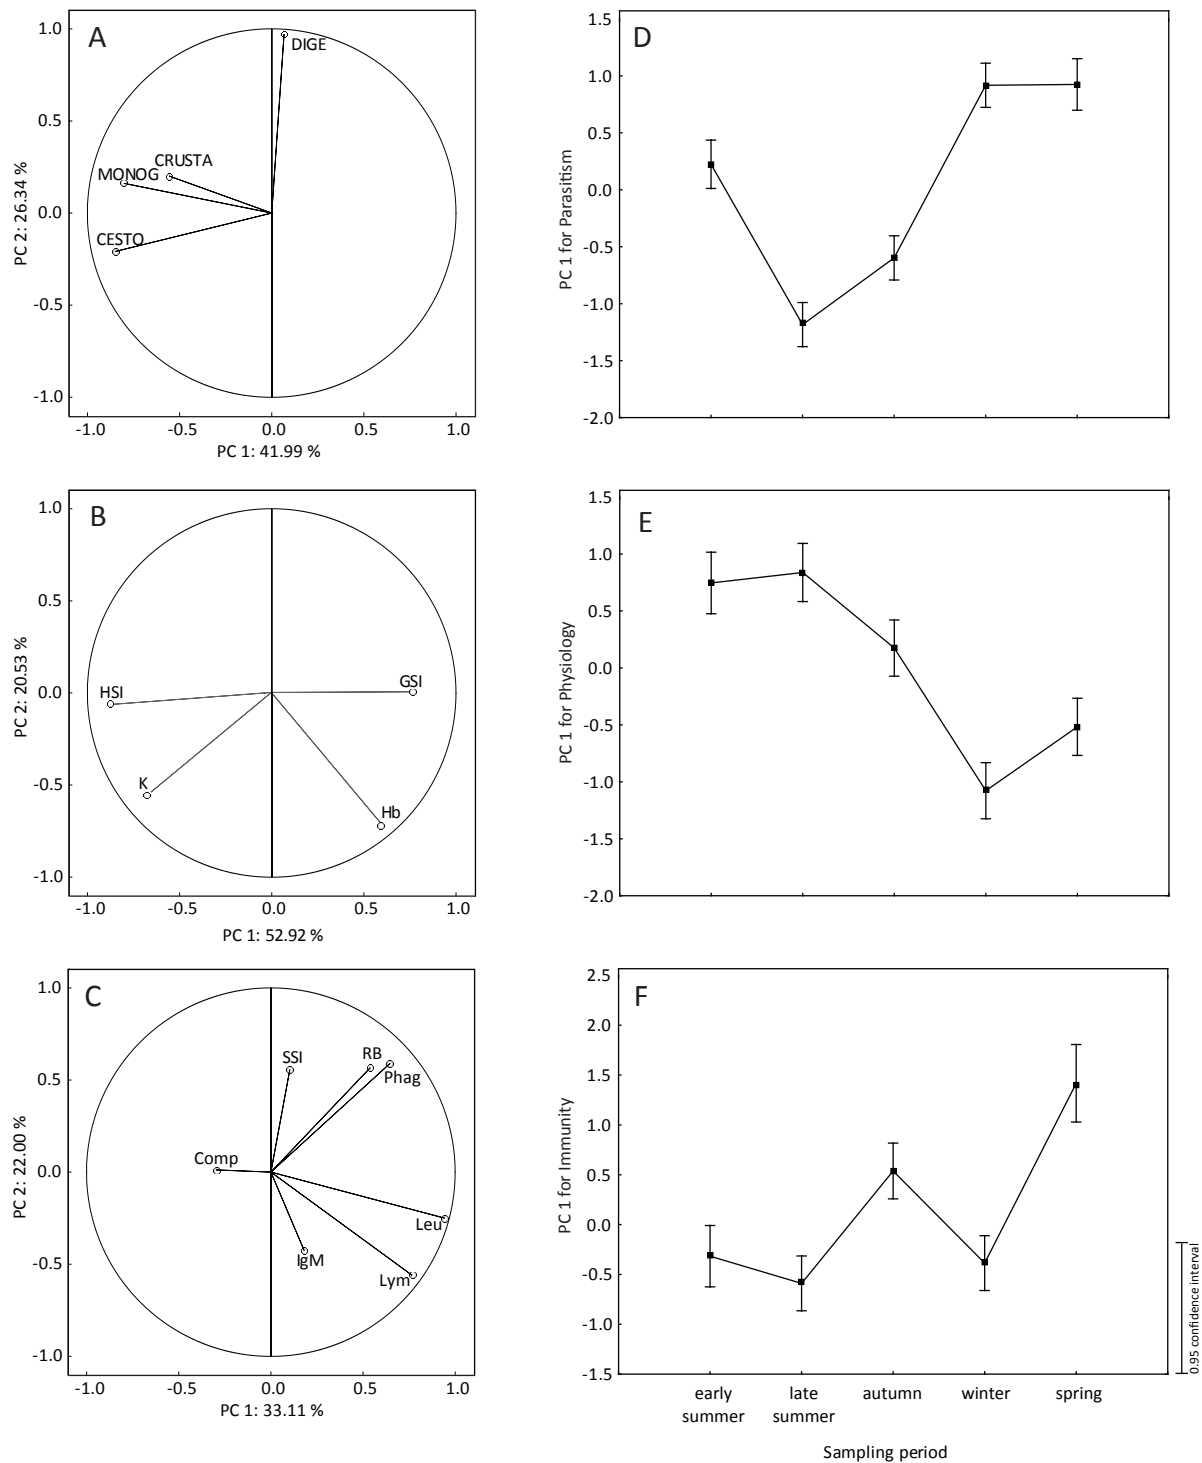 A
1.0
0.5
0.0
-0.5
-1.0
PC 2: 26.34 %
DIGE
CRUSTA
MONOG
CESTO
-1.0 -0.5 0.0 0.5 1.0
PC 1: 41.99 %
D
1.5
1.0
0.5
0.0
-0.5
-1.0
-1.5
-2.0
PC 1 for Parasitism
B
1.0
0.5
0.0
-0.5
-1.0
PC 2: 20.53 %
HSI
GSI
K
Hb
-1.0 -0.5 0.0 0.5 1.0
PC 1: 52.92 %
E
1.5
1.0
0.5
0.0
-0.5
-1.0
-1.5
-2.0
PC 1 for Physiology
C
1.0
0.5
0.0
-0.5
-1.0
PC 2: 22.00 %
SSI
RB
Phag
Comp
Leu
IgM
Lym
-1.0 -0.5 0.0 0.5 1.0
PC 1: 33.11 %
F
2.5
2.0
1.5
1.0
0.5
0.0
-0.5
-1.0
-1.5
PC 1 for Immunity
early late autumn winter spring
summer summer
Sampling period
0.95 confidence interval